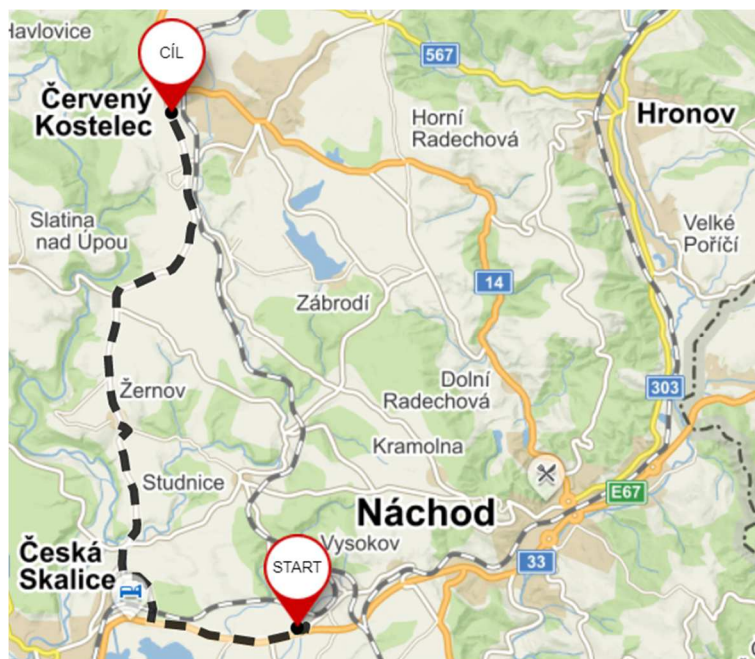 Havlovice
CÍL
567
Červený
Kostelec
Horní
Radechová
Hronov
Slatina
nad Úpou
Velké
Poříčí
14
Zábrodí
Žernov
Dolní
Radechová
303
Kramolna
Studnice
E67
Náchod
Vysokov
Česká
Skalice
START
33